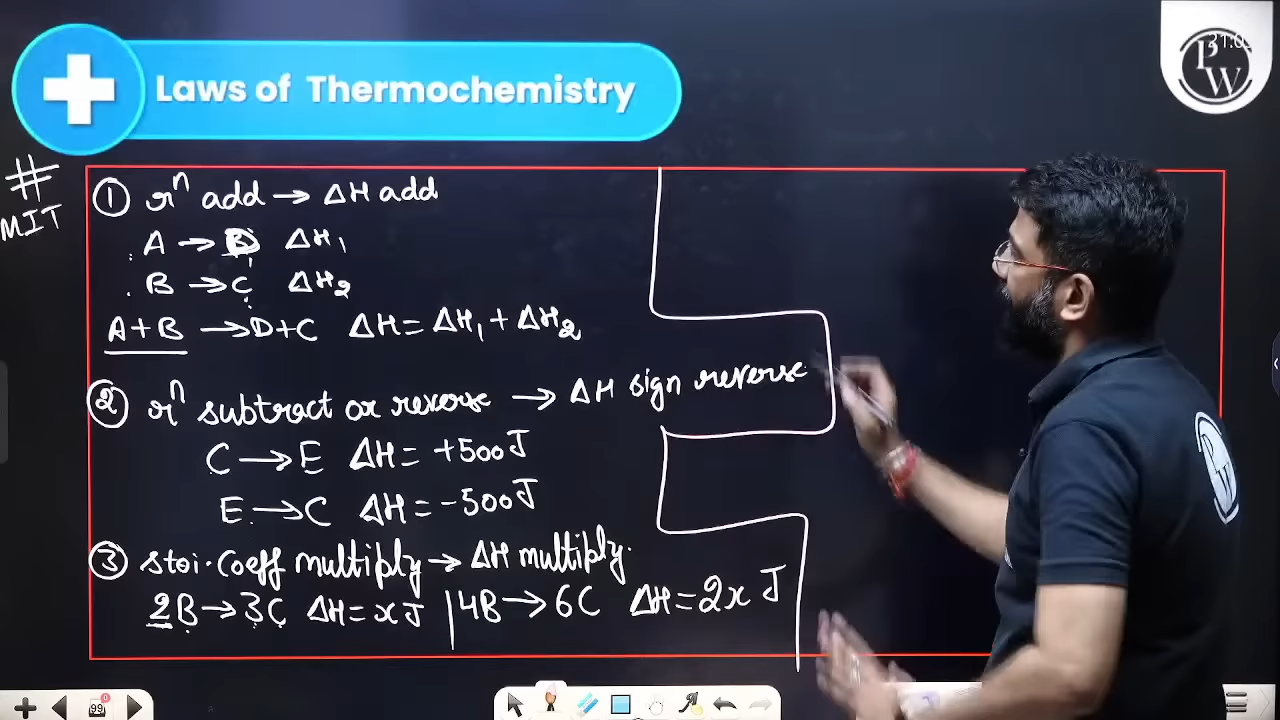 Laws of Thermochemistry
#
MIT
① rⁿ add → ΔH add
A → D ΔH₁
B → C ΔH₂
A + B → D + C ΔH = ΔH₁ + ΔH₂
② rⁿ subtract or reverse → ΔH sign reverse
C → E ΔH = +500 J
E → C ΔH = -500 J
③ stoi. Coeff multiply → ΔH multiply.
2B → 3C ΔH = x J | 4B → 6C ΔH = 2x J
PW
99